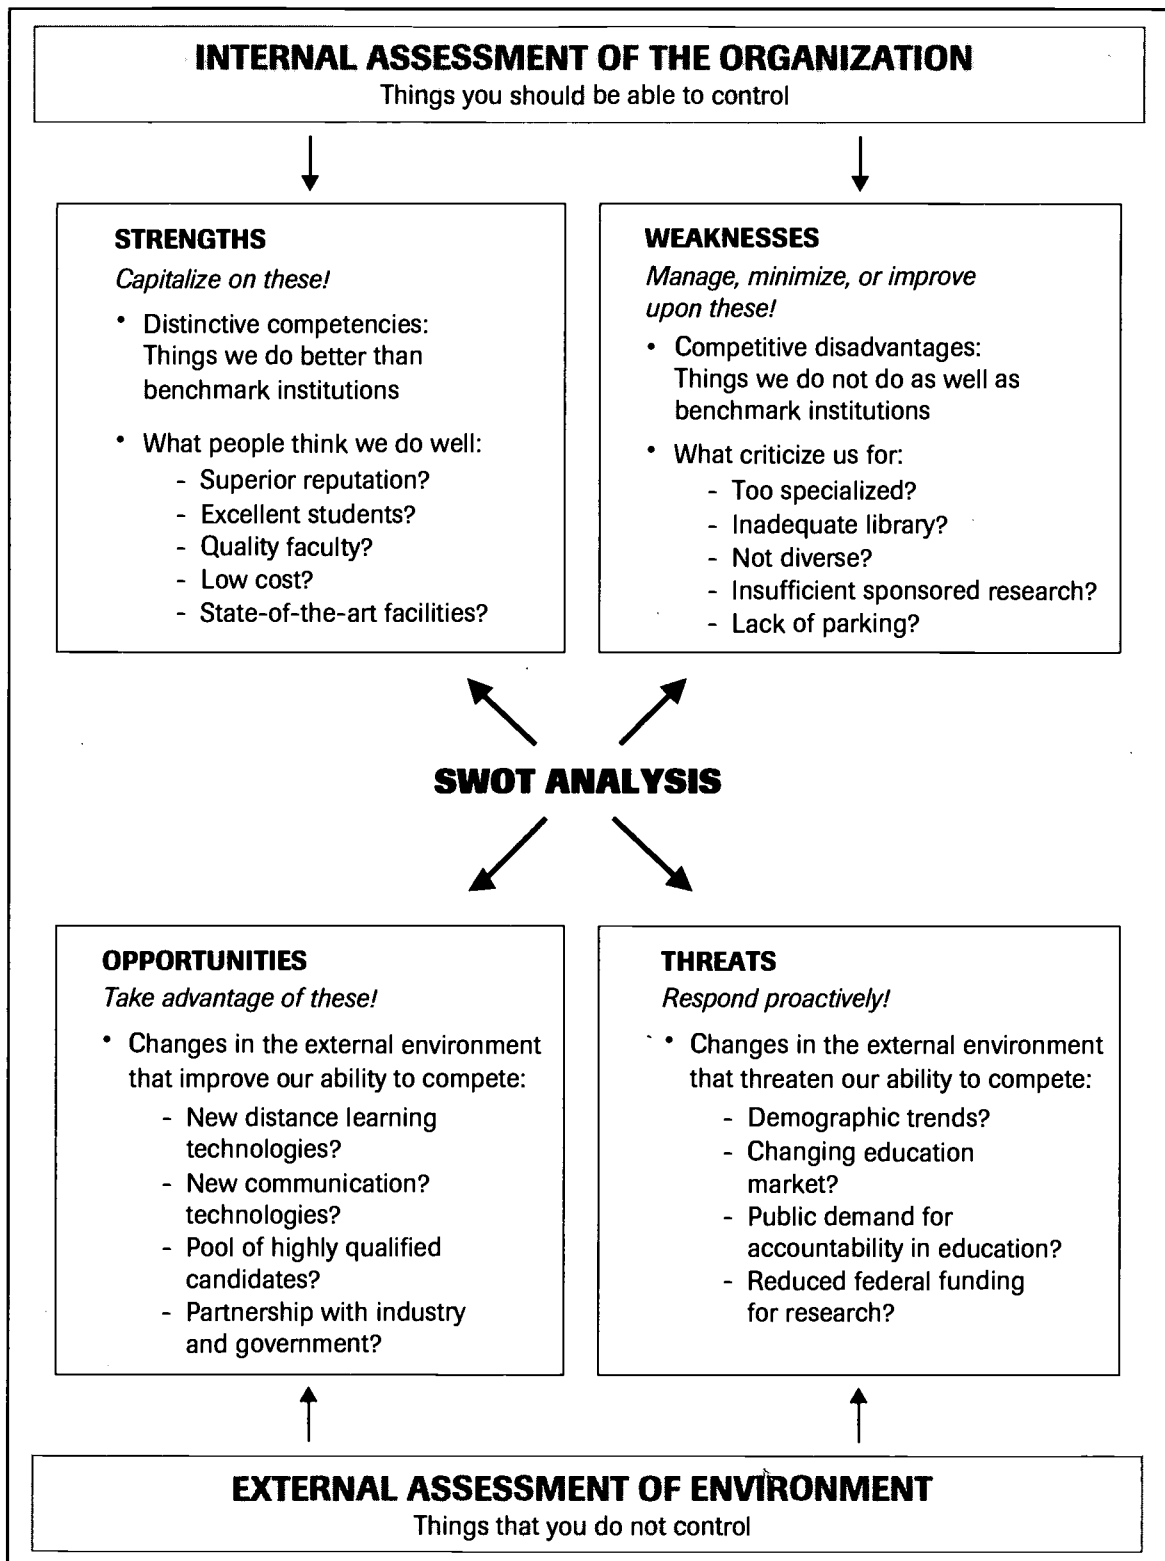 INTERNAL ASSESSMENT OF THE ORGANIZATION
Things you should be able to control
STRENGTHS
Capitalize on these!
• Distinctive competencies:
Things we do better than
benchmark institutions
• What people think we do well:
- Superior reputation?
- Excellent students?
- Quality faculty?
- Low cost?
- State-of-the-art facilities?
WEAKNESSES
Manage, minimize, or improve
upon these!
• Competitive disadvantages:
Things we do not do as well as
benchmark institutions
• What criticize us for:
- Too specialized?
- Inadequate library?
- Not diverse?
- Insufficient sponsored research?
- Lack of parking?
SWOT ANALYSIS
OPPORTUNITIES
Take advantage of these!
• Changes in the external environment
that improve our ability to compete:
- New distance learning
technologies?
- New communication?
technologies?
- Pool of highly qualified
candidates?
- Partnership with industry
and government?
THREATS
Respond proactively!
• Changes in the external environment
that threaten our ability to compete:
- Demographic trends?
- Changing education
market?
- Public demand for
accountability in education?
- Reduced federal funding
for research?
EXTERNAL ASSESSMENT OF ENVIRONMENT
Things that you do not control